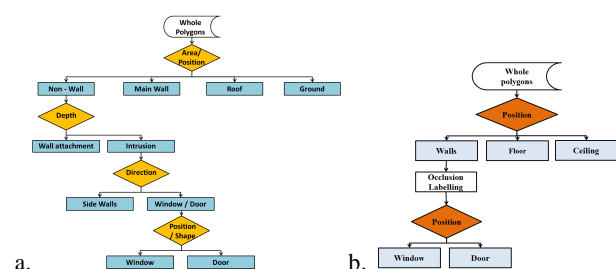 Whole
Polygons
Area/
Position
Non - Wall
Main Wall
Roof
Ground
Depth
Wall attachment
Intrusion
Direction
Side Walls
Window / Door
Position
/ Shape
Window
Door
a.
Whole
polygons
Position
Walls
Floor
Ceiling
Occlusion
Labelling
Position
Window
Door
b.